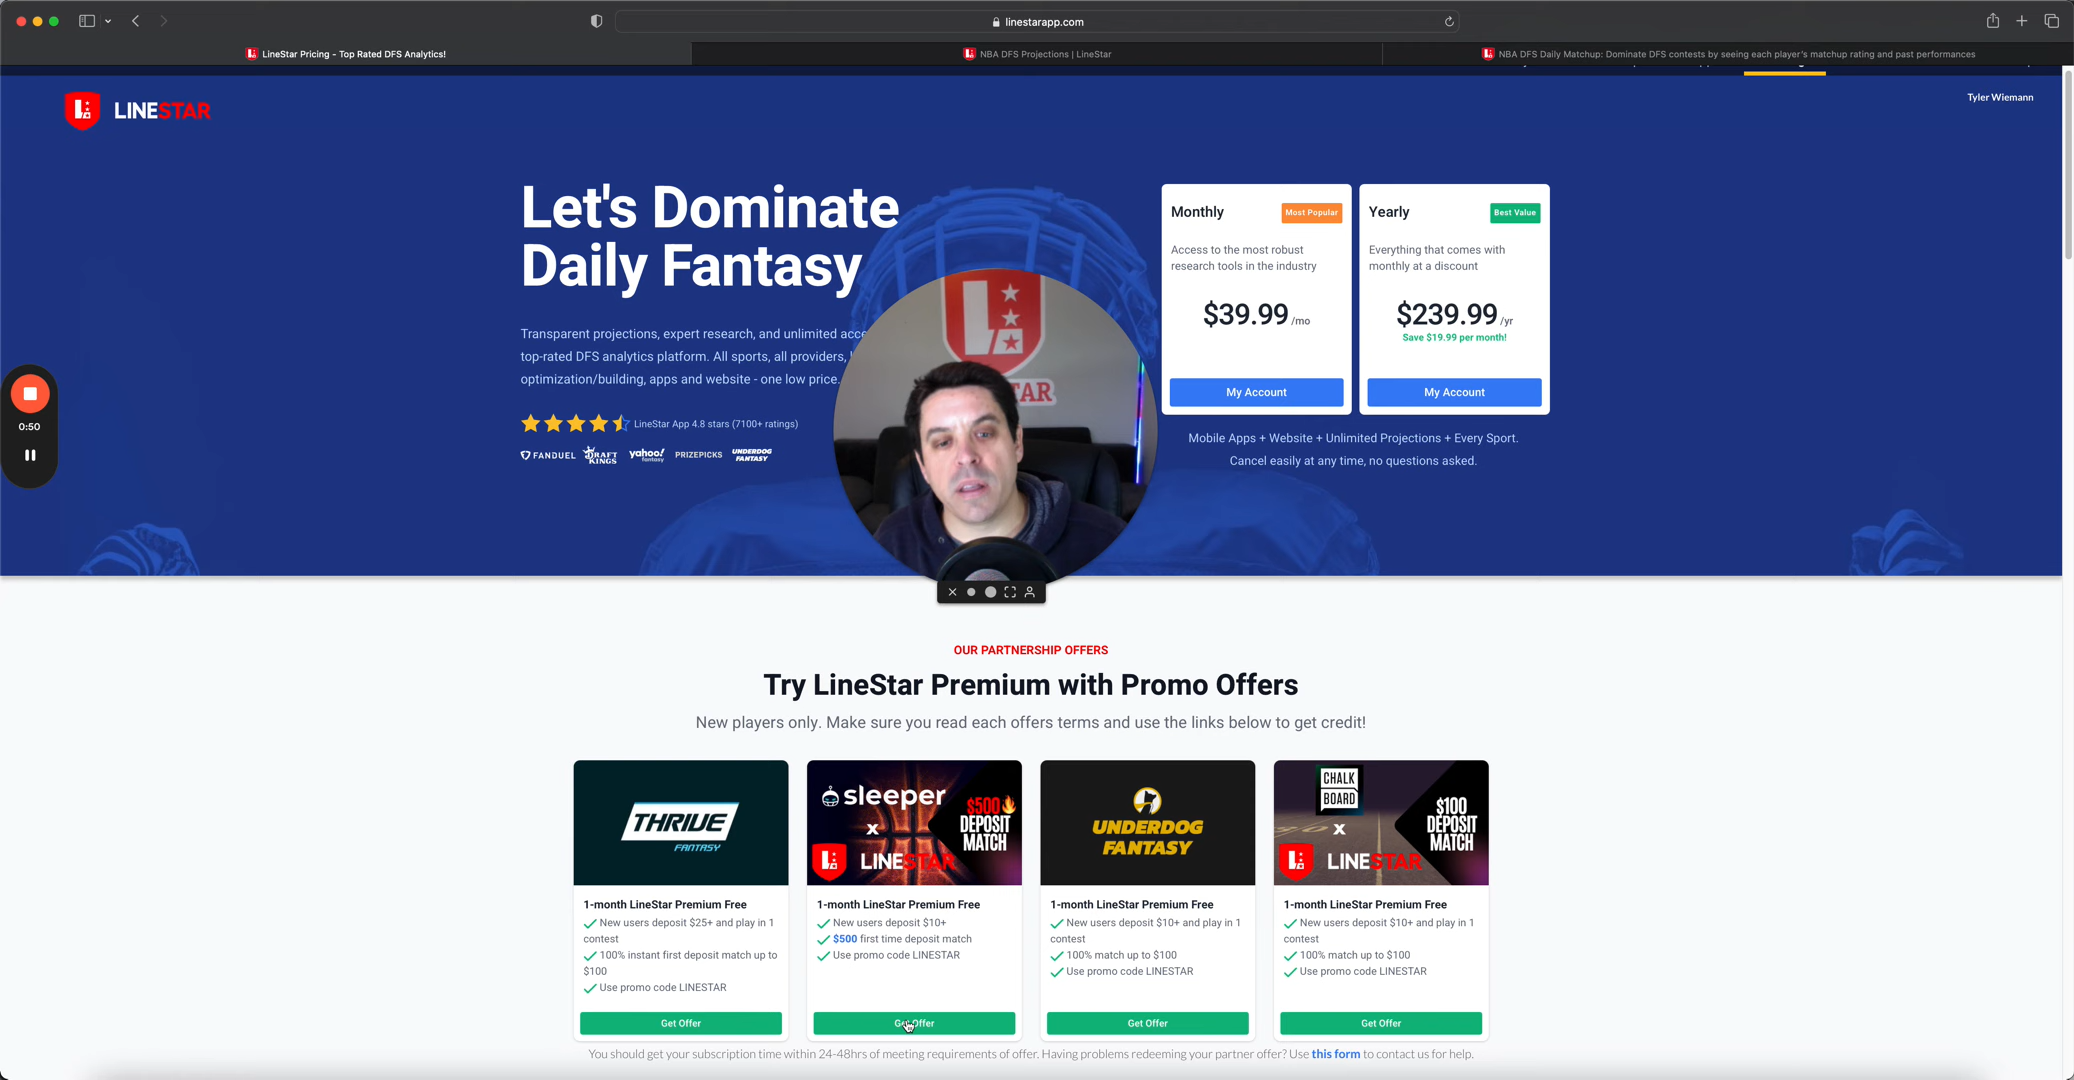 linestarapp.com
LineStar Pricing - Top Rated DFS Analytics!
NBA DFS Projections | LineStar
NBA DFS Daily Matchup: Dominate DFS contests by seeing each player's matchup rating and past performances
LINESTAR
Tyler Wiemann
Let's Dominate
Daily Fantasy
Transparent projections, expert research, and unlimited
top-rated DFS analytics platform. All sports, all providers,
optimization/building, apps and website - one low price.
LineStar App 4.8 stars (7100+ ratings)
FANDUEL DRAFT KINGS yahoo! fantasy PRIZEPICKS UNDERDOG FANTASY
Monthly
Most Popular
Access to the most robust
research tools in the industry
$39.99 /mo
My Account
Yearly
Best Value
Everything that comes with
monthly at a discount
$239.99 /yr
Save $19.99 per month!
My Account
Mobile Apps + Website + Unlimited Projections + Every Sport.
Cancel easily at any time, no questions asked.
0:50
OUR PARTNERSHIP OFFERS
Try LineStar Premium with Promo Offers
New players only. Make sure you read each offers terms and use the links below to get credit!
THRIVE
FANTASY
1-month LineStar Premium Free
New users deposit $25+ and play in 1
contest
100% instant first deposit match up to
$100
Use promo code LINESTAR
Get Offer
sleeper
x
LINESTAR
$500
DEPOSIT
MATCH
1-month LineStar Premium Free
New users deposit $10+
$500 first time deposit match
Use promo code LINESTAR
Get Offer
UNDERDOG
FANTASY
1-month LineStar Premium Free
New users deposit $10+ and play in 1
contest
100% match up to $100
Use promo code LINESTAR
Get Offer
CHALK
BOARD
x
LINESTAR
$100
DEPOSIT
MATCH
1-month LineStar Premium Free
New users deposit $10+ and play in 1
contest
100% match up to $100
Use promo code LINESTAR
Get Offer
You should get your subscription time within 24-48hrs of meeting requirements of offer. Having problems redeeming your partner offer? Use this form to contact us for help.